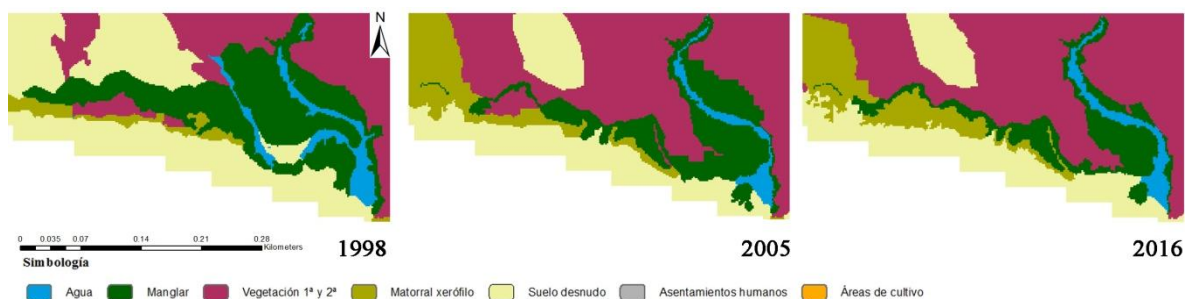 N
1998
2005
2016
0 0.035 0.07 0.14 0.21 0.28
Kilometers
Simbología
Agua Manglar Vegetación 1ª y 2ª Matorral xerófilo Suelo desnudo Asentamientos humanos Áreas de cultivo